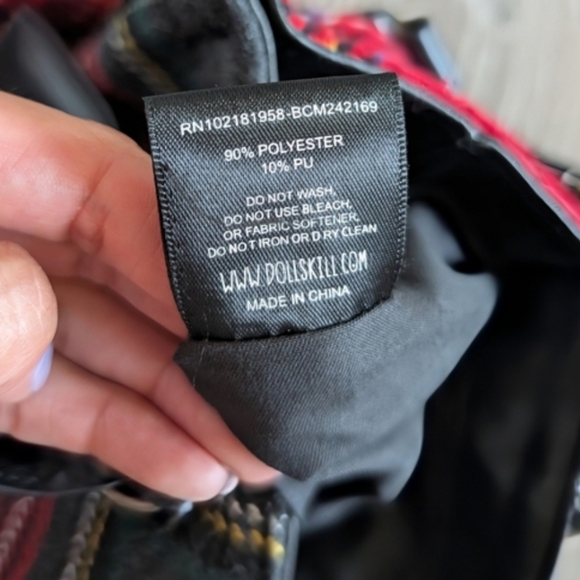 RN102181958-BCM242169
90% POLYESTER
10% PU
DO NOT WASH,
DO NOT USE BLEACH,
OR FABRIC SOFTENER,
DO NOT IRON OR DRY CLEAN
WWW.DOLLSKILL.COM
MADE IN CHINA